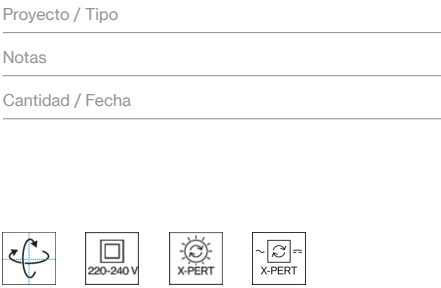 Proyecto / Tipo
Notas
Cantidad / Fecha
220-240 V
X-PERT
X-PERT